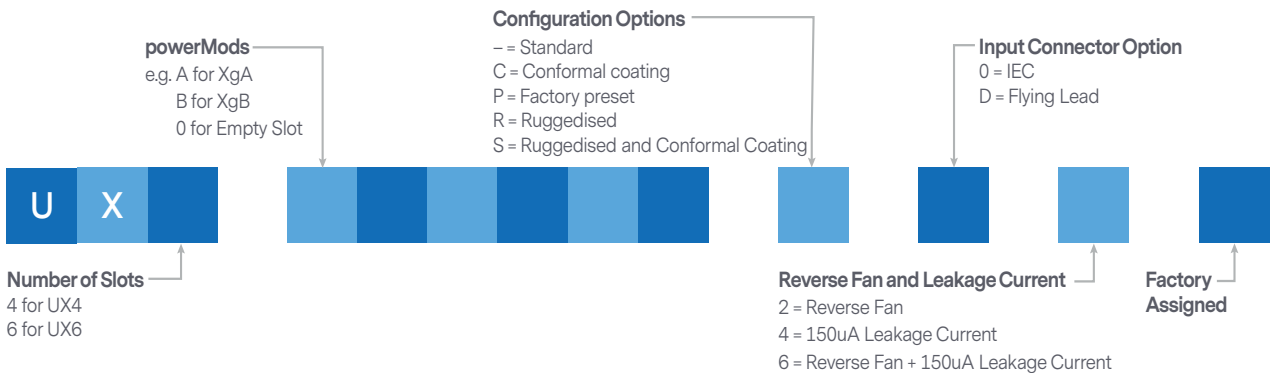 Configuration Options
– = Standard
C = Conformal coating
P = Factory preset
R = Ruggedised
S = Ruggedised and Conformal Coating
powerMods
e.g. A for XgA
B for XgB
0 for Empty Slot
Input Connector Option
0 = IEC
D = Flying Lead
U X
Number of Slots
4 for UX4
6 for UX6
Reverse Fan and Leakage Current
2 = Reverse Fan
4 = 150uA Leakage Current
6 = Reverse Fan + 150uA Leakage Current
Factory
Assigned